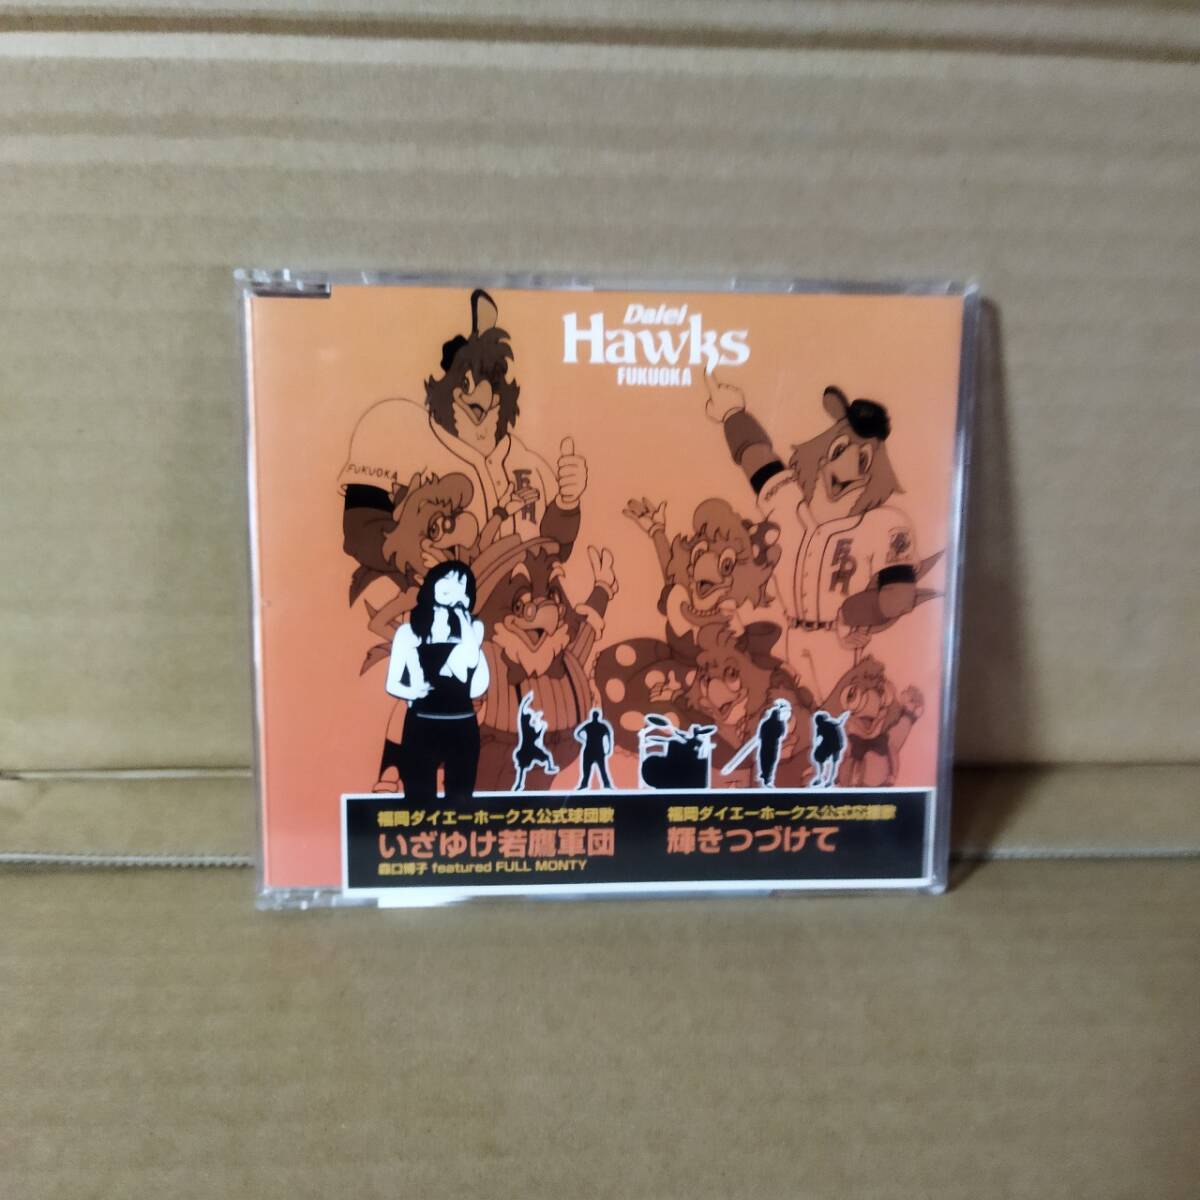 Daiei
Hawks
FUKUOKA
FUKUOKA
福岡ダイエーホークス公式球団歌
いざゆけ若鷹軍団
森口博子 featured FULL MONTY
福岡ダイエーホークス公式応援歌
輝きつづけて